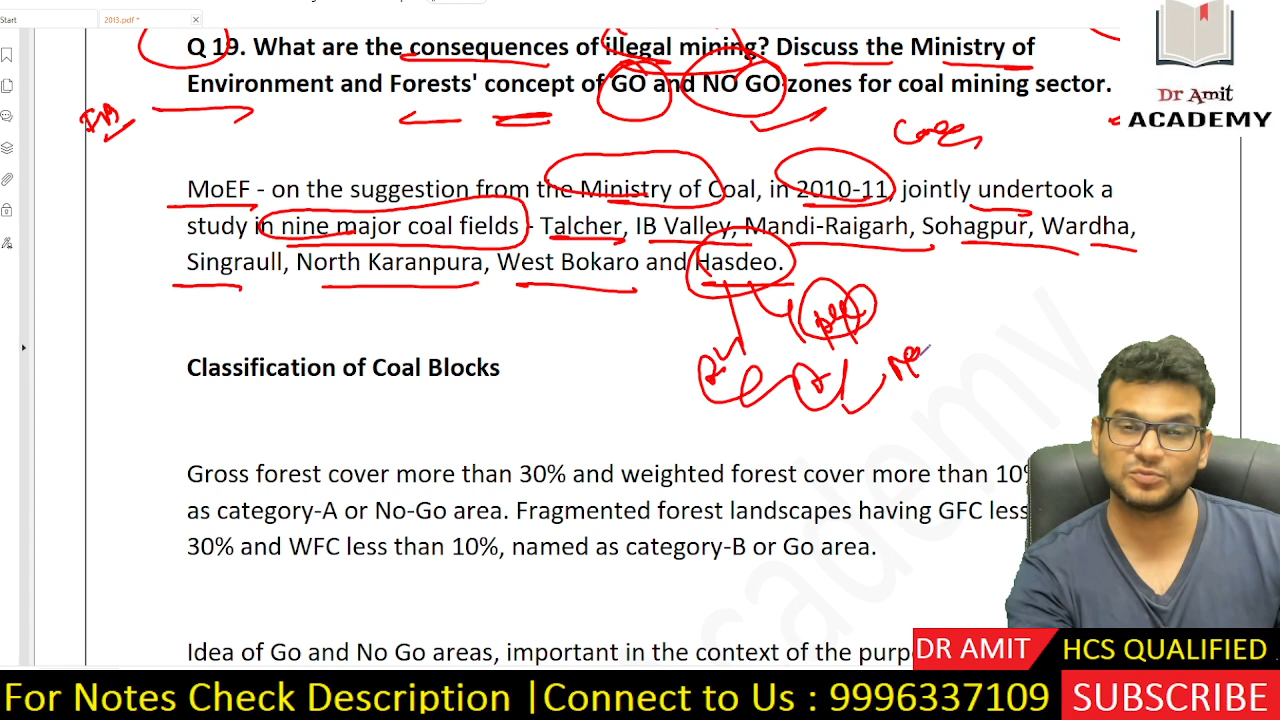 Start
2013.pdf *
Q 19. What are the consequences of illegal mining? Discuss the Ministry of
Environment and Forests' concept of GO and NO GO zones for coal mining sector.
Dr Amit
ACADEMY
MoEF - on the suggestion from the Ministry of Coal, in 2010-11, jointly undertook a
study in nine major coal fields - Talcher, IB Valley, Mandi-Raigarh, Sohagpur, Wardha,
Singraull, North Karanpura, West Bokaro and Hasdeo.
Classification of Coal Blocks
Gross forest cover more than 30% and weighted forest cover more than 10%
as category-A or No-Go area. Fragmented forest landscapes having GFC less
30% and WFC less than 10%, named as category-B or Go area.
Idea of Go and No Go areas, important in the context of the
DR AMIT
HCS QUALIFIED
For Notes Check Description |Connect to Us : 9996337109
SUBSCRIBE